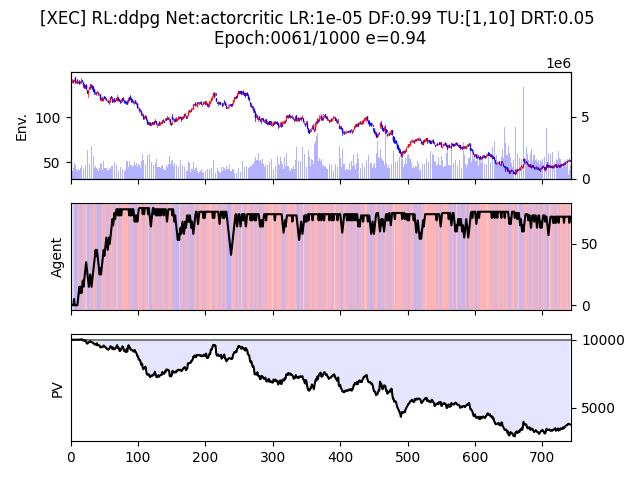 [XEC] RL:ddpg Net:actorcritic LR:1e-05 DF:0.99 TU:[1,10] DRT:0.05
Epoch:0061/1000 e=0.94
1e6
Env.
100
50
5
0
Agent
50
0
PV
10000
5000
0 100 200 300 400 500 600 700